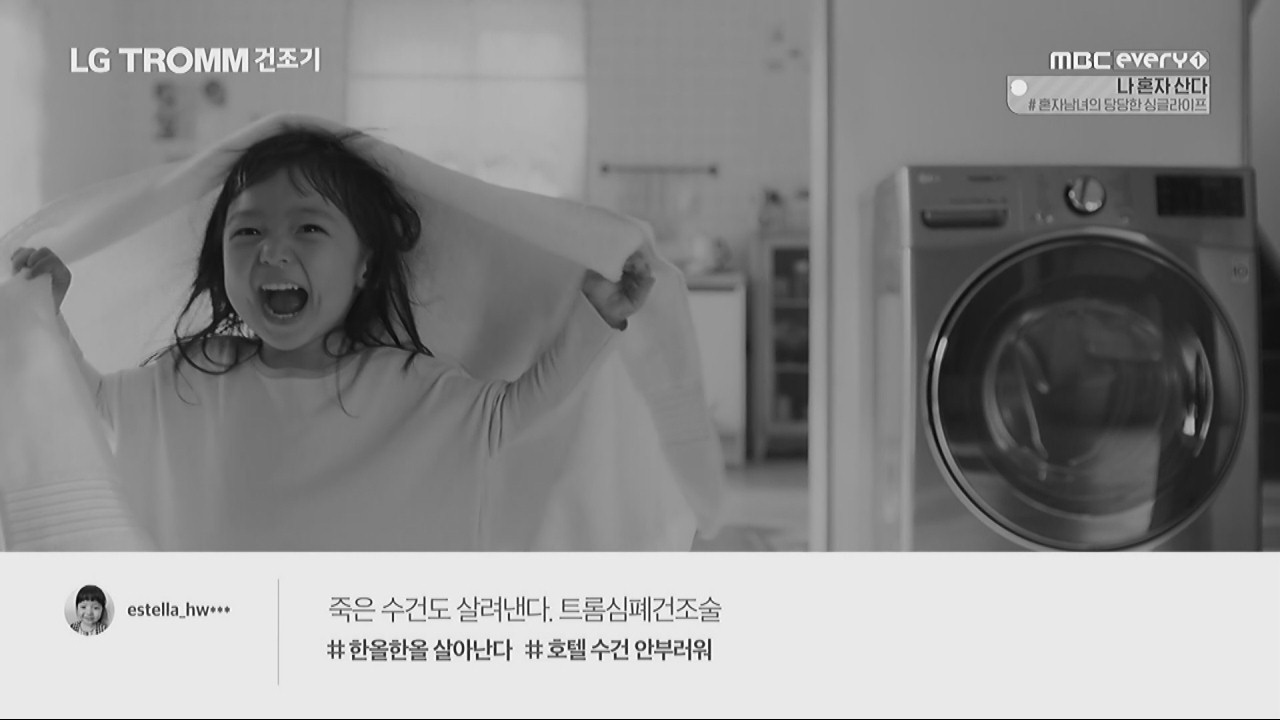 LG TROMM 건조기
MBC every1
나 혼자 산다
# 혼자남녀의 당당한 싱글라이프
estella_hw***
죽은 수건도 살려낸다. 트롬심폐건조술
# 한올한올 살아난다 # 호텔 수건 안부러워